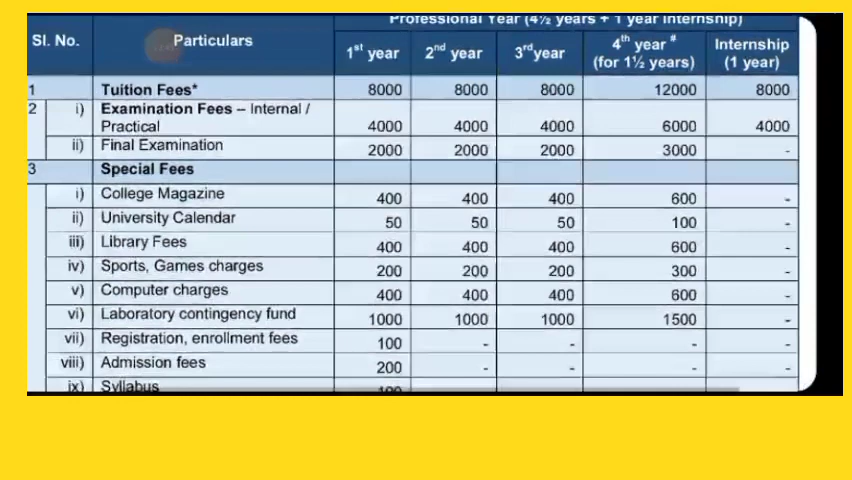 Professional Year (4½ years + 1 year internship)
Sl. No. Particulars 1st year 2nd year 3rd year 4th year # (for 1½ years) Internship (1 year)
1 Tuition Fees* 8000 8000 8000 12000 8000
2 i) Examination Fees – Internal / Practical 4000 4000 4000 6000 4000
ii) Final Examination 2000 2000 2000 3000 -
3 Special Fees
i) College Magazine 400 400 400 600 -
ii) University Calendar 50 50 50 100 -
iii) Library Fees 400 400 400 600 -
iv) Sports, Games charges 200 200 200 300 -
v) Computer charges 400 400 400 600 -
vi) Laboratory contingency fund 1000 1000 1000 1500 -
vii) Registration, enrollment fees 100 - - - -
viii) Admission fees 200 - - - -
ix) Syllabus 100